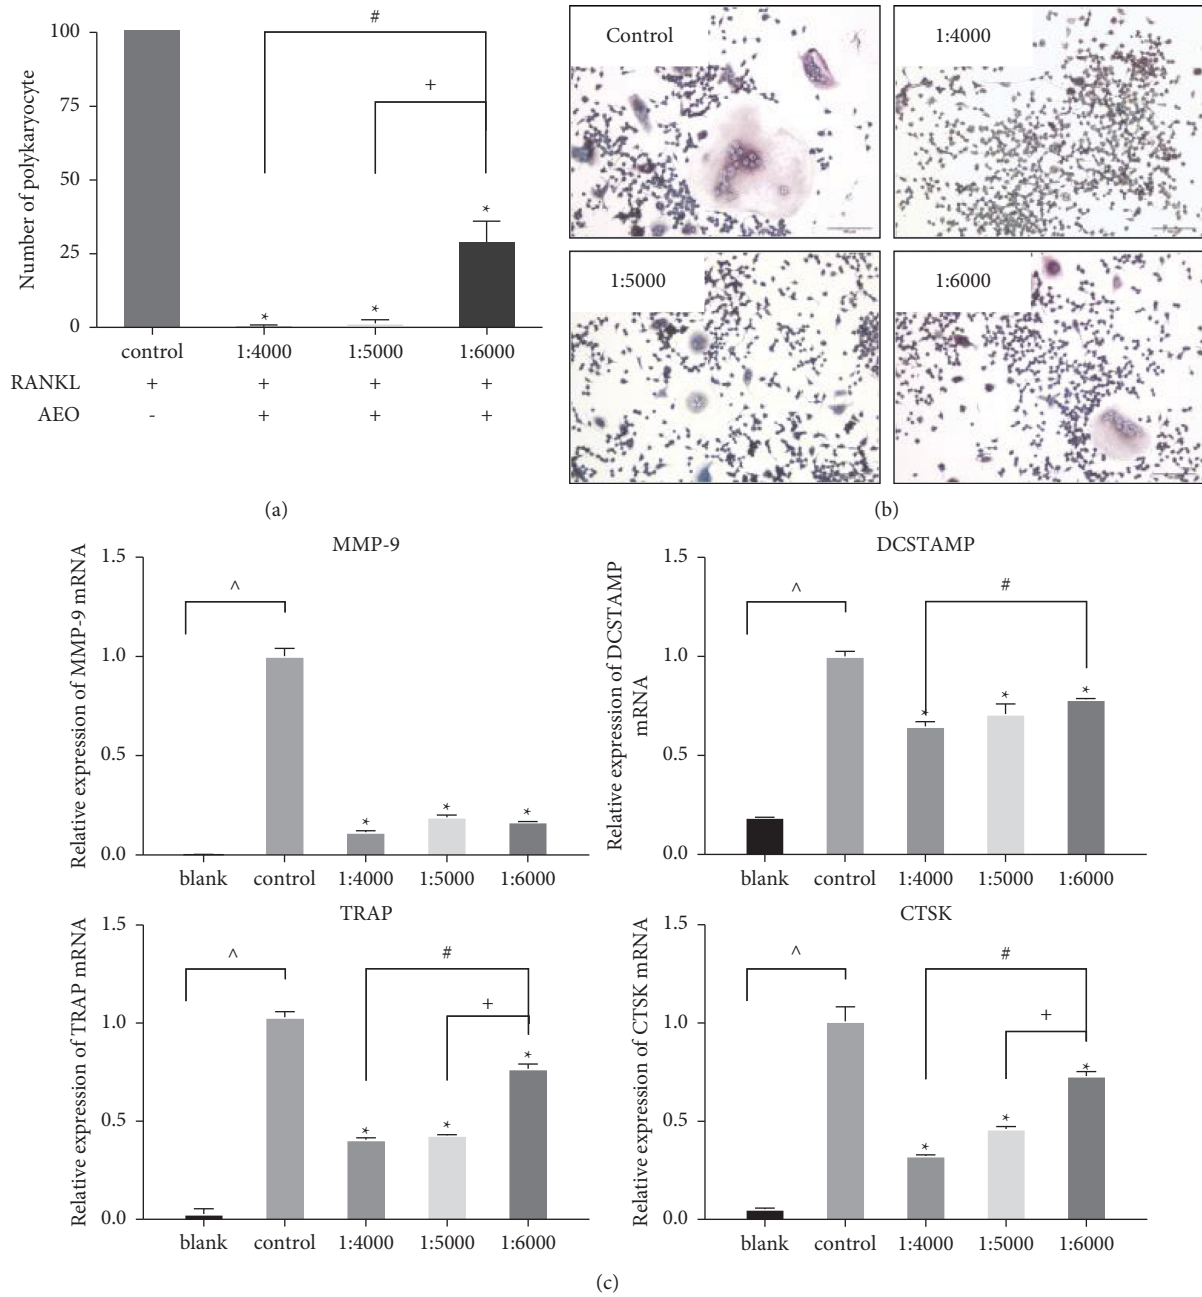 #
+
100
75
50
25
0
Number of polykaryocyte
*
*
*
control 1:4000 1:5000 1:6000
RANKL + + + +
AEO - + + +
(a)
Control
1:4000
1:5000
1:6000
(b)
MMP-9
Relative expression of MMP-9 mRNA
1.5
1.0
0.5
0.0
^
*
*
*
blank control 1:4000 1:5000 1:6000
DCSTAMP
Relative expression of DCSTAMP
mRNA
1.5
1.0
0.5
0.0
^
#
*
*
*
blank control 1:4000 1:5000 1:6000
TRAP
Relative expression of TRAP mRNA
1.5
1.0
0.5
0.0
^
#
+
*
*
*
blank control 1:4000 1:5000 1:6000
CTSK
Relative expression of CTSK mRNA
1.5
1.0
0.5
0.0
^
#
+
*
*
*
blank control 1:4000 1:5000 1:6000
(c)